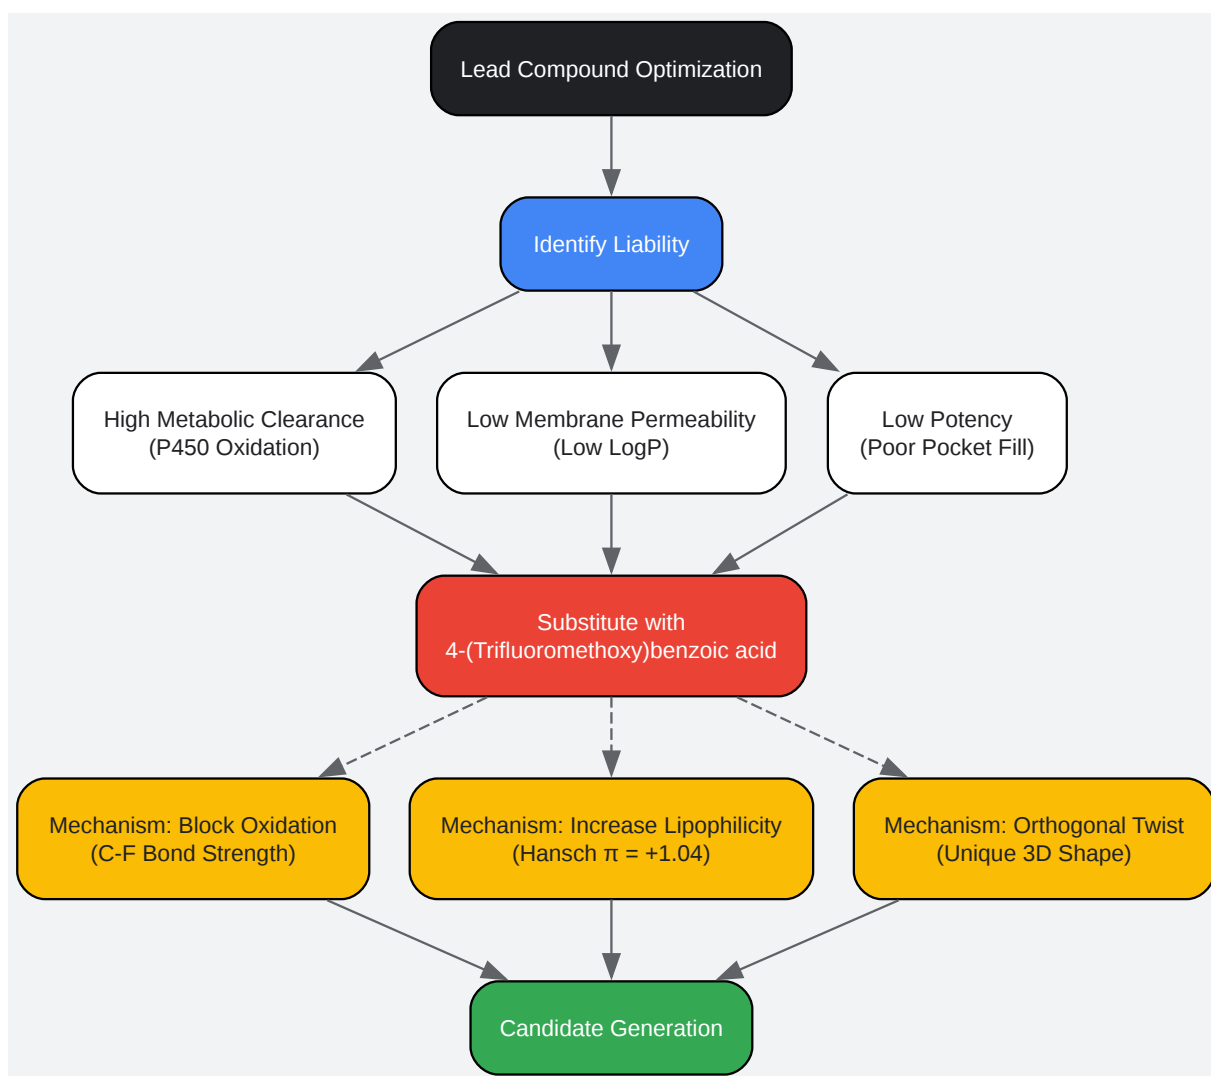 Lead Compound Optimization
Identify Liability
High Metabolic Clearance
(P450 Oxidation)
Low Membrane Permeability
(Low LogP)
Low Potency
(Poor Pocket Fill)
Substitute with
4-(Trifluoromethoxy)benzoic acid
Mechanism: Block Oxidation
(C-F Bond Strength)
Mechanism: Increase Lipophilicity
(Hansch π = +1.04)
Mechanism: Orthogonal Twist
(Unique 3D Shape)
Candidate Generation